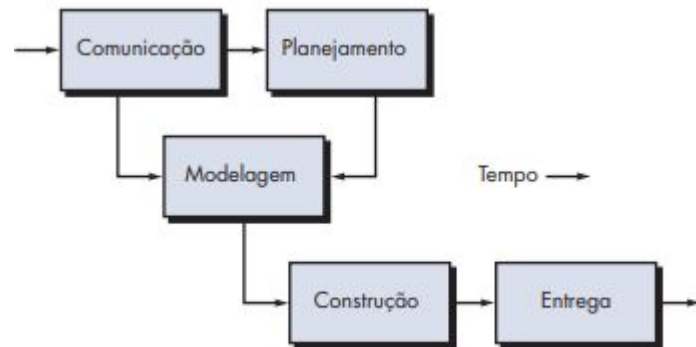 Comunicação
Planejamento
Modelagem
Tempo
Construção
Entrega